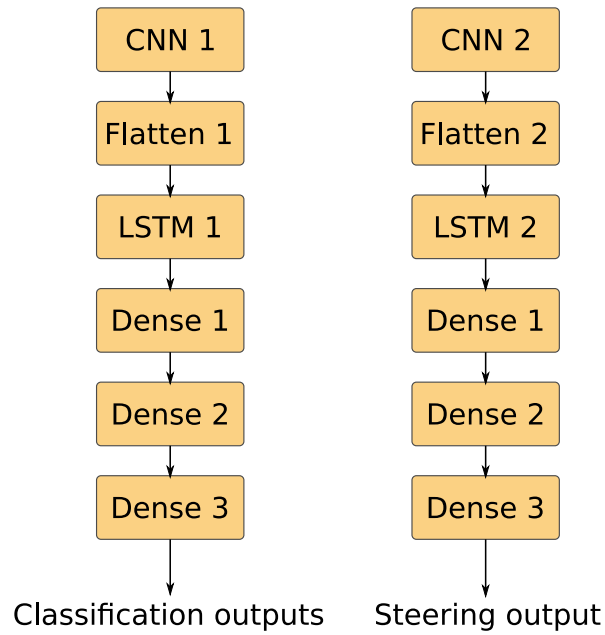 CNN 1
Flatten 1
LSTM 1
Dense 1
Dense 2
Dense 3
Classification outputs
CNN 2
Flatten 2
LSTM 2
Dense 1
Dense 2
Dense 3
Steering output